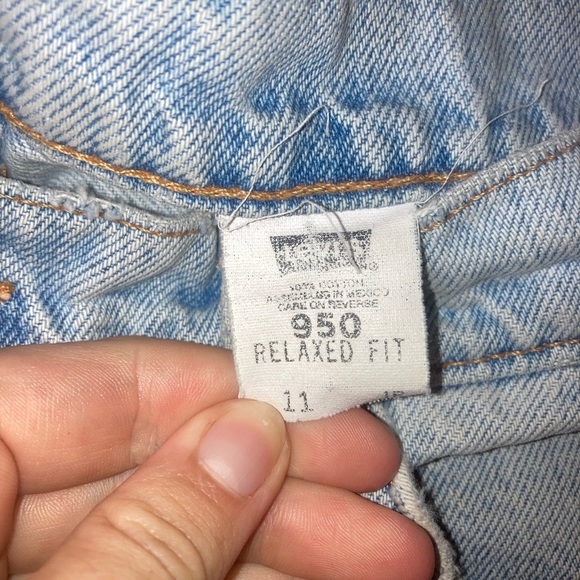 100% COTTON
ASSEMBLED IN MEXICO
CARE ON REVERSE
950
RELAXED FIT
11